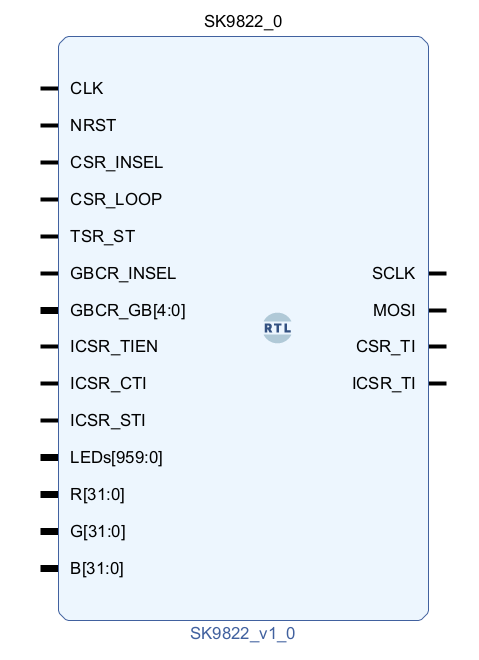 SK9822_0
CLK
NRST
CSR_INSEL
CSR_LOOP
TSR_ST
GBCR_INSEL
SCLK
GBCR_GB[4:0]
MOSI
RTL
ICSR_TIEN
CSR_TI
ICSR_CTI
ICSR_TI
ICSR_STI
LEDs[959:0]
R[31:0]
G[31:0]
B[31:0]
SK9822_v1_0